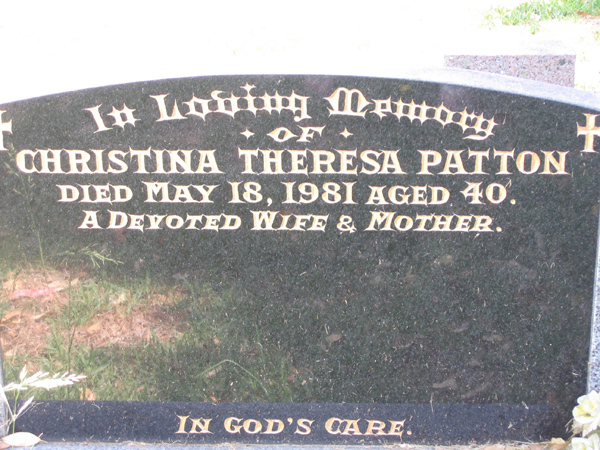 In Loving Memory
OF
CHRISTINA THERESA PATTON
DIED MAY 18, 1981 AGED 40.
A DEVOTED WIFE & MOTHER.
IN GOD'S CARE.